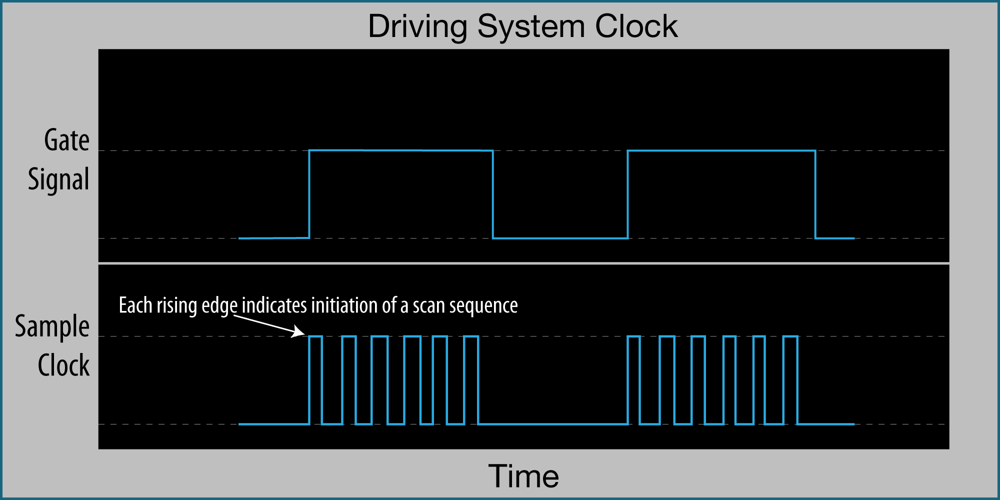 Driving System Clock
Gate
Signal
Each rising edge indicates initiation of a scan sequence
Sample
Clock
Time